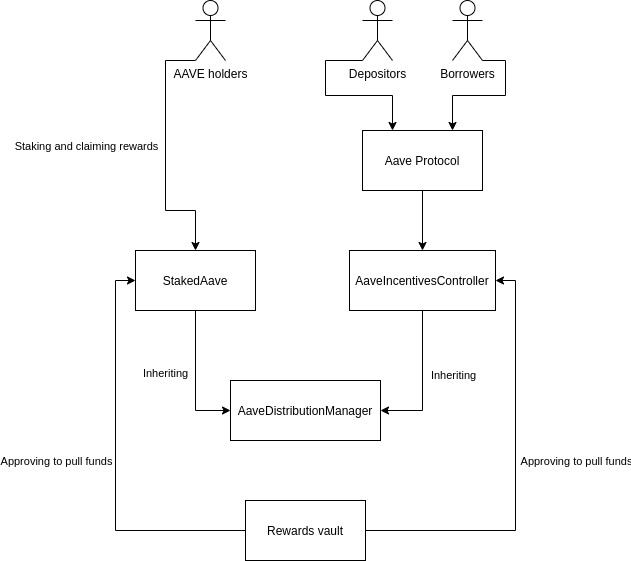 AAVE holders
Depositors
Borrowers
Staking and claiming rewards
Aave Protocol
StakedAave
AaveIncentivesController
Inheriting
Inheriting
AaveDistributionManager
Approving to pull funds
Approving to pull funds
Rewards vault